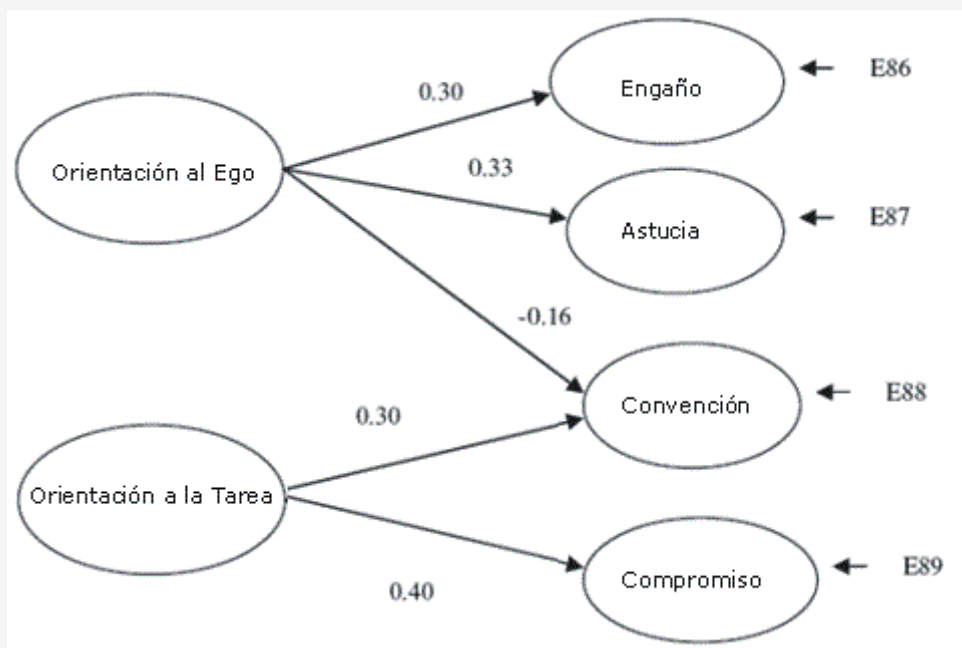 Engaño
E86
0.30
Orientación al Ego
0.33
Astucia
E87
-0.16
Convención
E88
0.30
Orientación a la Tarea
Compromiso
E89
0.40